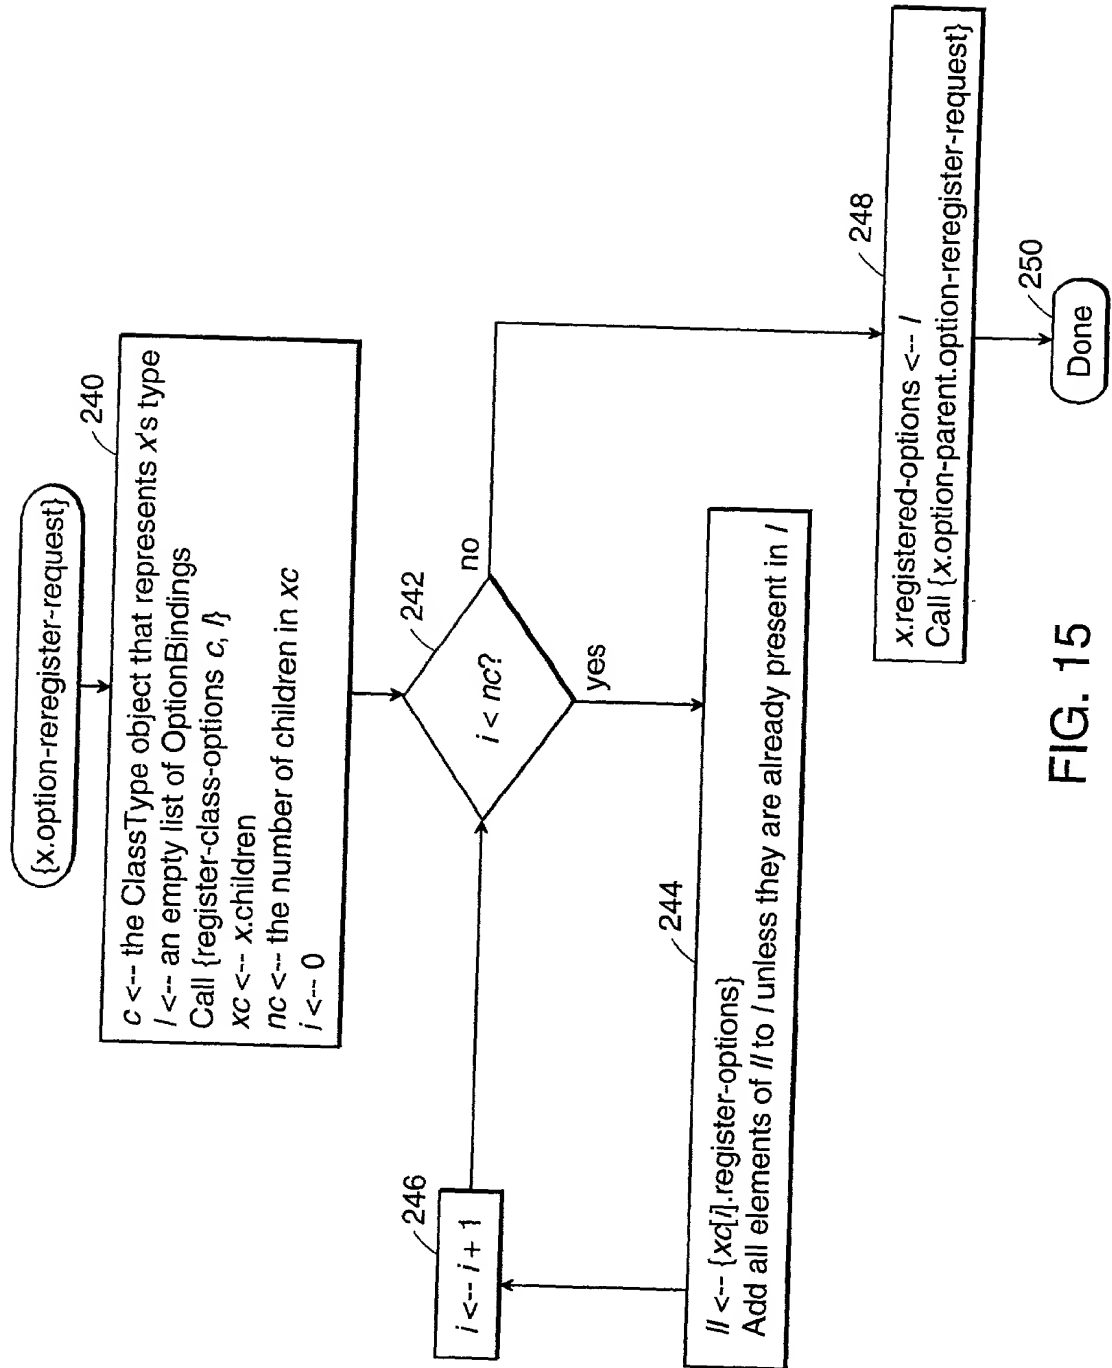 {x.option-reregister-request}
240
c <-- the ClassType object that represents x's type
l <-- an empty list of OptionBindings
Call {register-class-options c, l}
xc <-- x.children
nc <-- the number of children in xc
i <-- 0
242
i < nc?
no
yes
246
i <-- i + 1
244
ll <-- {xc[i].register-options}
Add all elements of ll to l unless they are already present in l
248
x.registered-options <-- l
Call {x.option-parent.option-reregister-request}
250
Done
FIG. 15